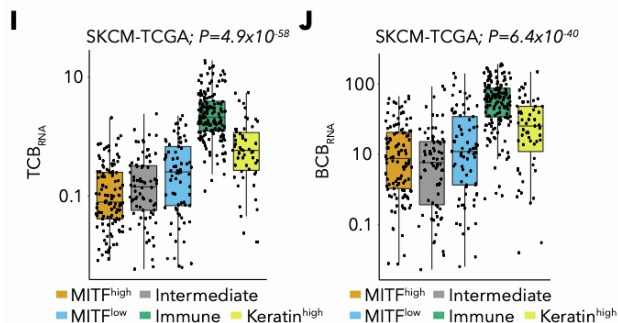 I
SKCM-TCGA; P=4.9x10-58
10
0.1
TCBRNA
MITFhigh Intermediate
MITFlow Immune Keratinhigh
J
SKCM-TCGA; P=6.4x10-40
100
10
0.1
BCBRNA
MITFhigh Intermediate
MITFlow Immune Keratinhigh